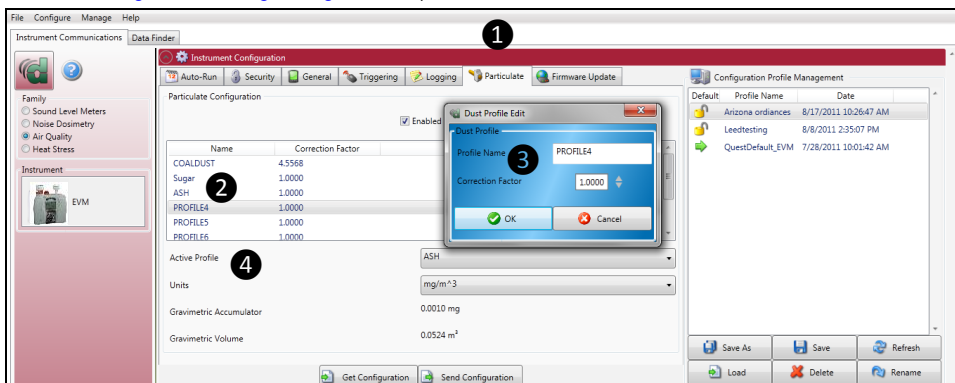 File Configure Manage Help
Instrument Communications Data Finder
1
Instrument Configuration
Auto-Run Security General Triggering Logging Particulate Firmware Update
Configuration Profile Management
Family
Sound Level Meters
Noise Dosimetry
Air Quality
Heat Stress
Instrument
EVM
Particulate Configuration
Enabled
Name Correction Factor
COALDUST 4.5568
Sugar 1.0000
ASH 1.0000
PROFILE4 1.0000
PROFILE5 1.0000
PROFILE6 1.0000
2
Dust Profile Edit
Dust Profile
Profile Name PROFILE4
3
Correction Factor 1.0000
OK Cancel
Active Profile ASH
4
Units mg/m^3
Gravimetric Accumulator 0.0010 mg
Gravimetric Volume 0.0524 m³
Get Configuration Send Configuration
Default Profile Name Date
Arizona ordiances 8/17/2011 10:26:47 AM
Leedtesting 8/8/2011 2:35:07 PM
QuestDefault_EVM 7/28/2011 10:01:42 AM
Save As Save Refresh
Load Delete Rename